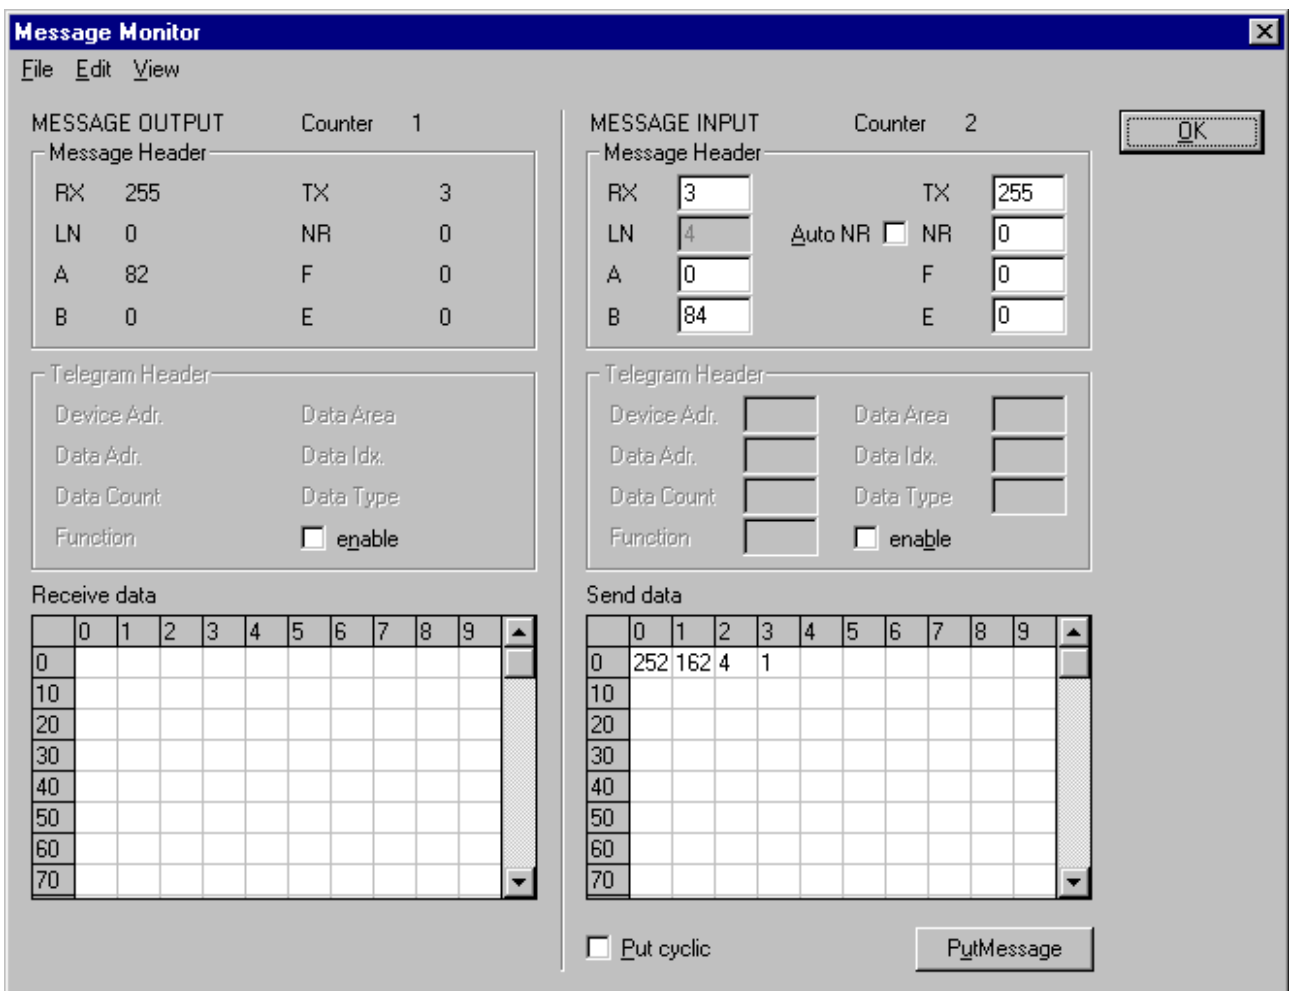 Message Monitor
File Edit View
MESSAGE OUTPUT Counter 1
Message Header
RX 255 TX 3
LN 0 NR 0
A 82 F 0
B 0 E 0
Telegram Header
Device Adr. Data Area
Data Adr. Data Idx.
Data Count Data Type
Function enable
Receive data
0 1 2 3 4 5 6 7 8 9
0
10
20
30
40
50
60
70
MESSAGE INPUT Counter 2
Message Header
RX 3 TX 255
LN 4 Auto NR NR 0
A 0 F 0
B 84 E 0
Telegram Header
Device Adr. Data Area
Data Adr. Data Idx.
Data Count Data Type
Function enable
Send data
0 1 2 3 4 5 6 7 8 9
0 252 162 4 1
10
20
30
40
50
60
70
Put cyclic PutMessage
OK